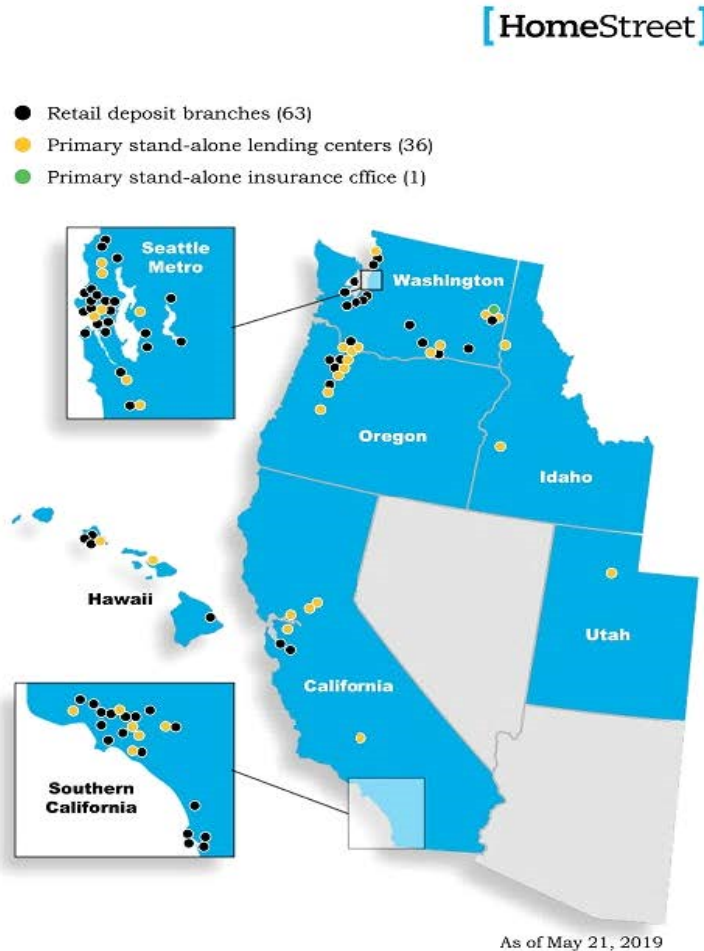 [HomeStreet]
Retail deposit branches (63)
Primary stand-alone lending centers (36)
Primary stand-alone insurance cffice (1)
Seattle
Metro
Washington
Oregon
Idaho
Hawaii
Utah
California
Southern
California
As of May 21, 2019